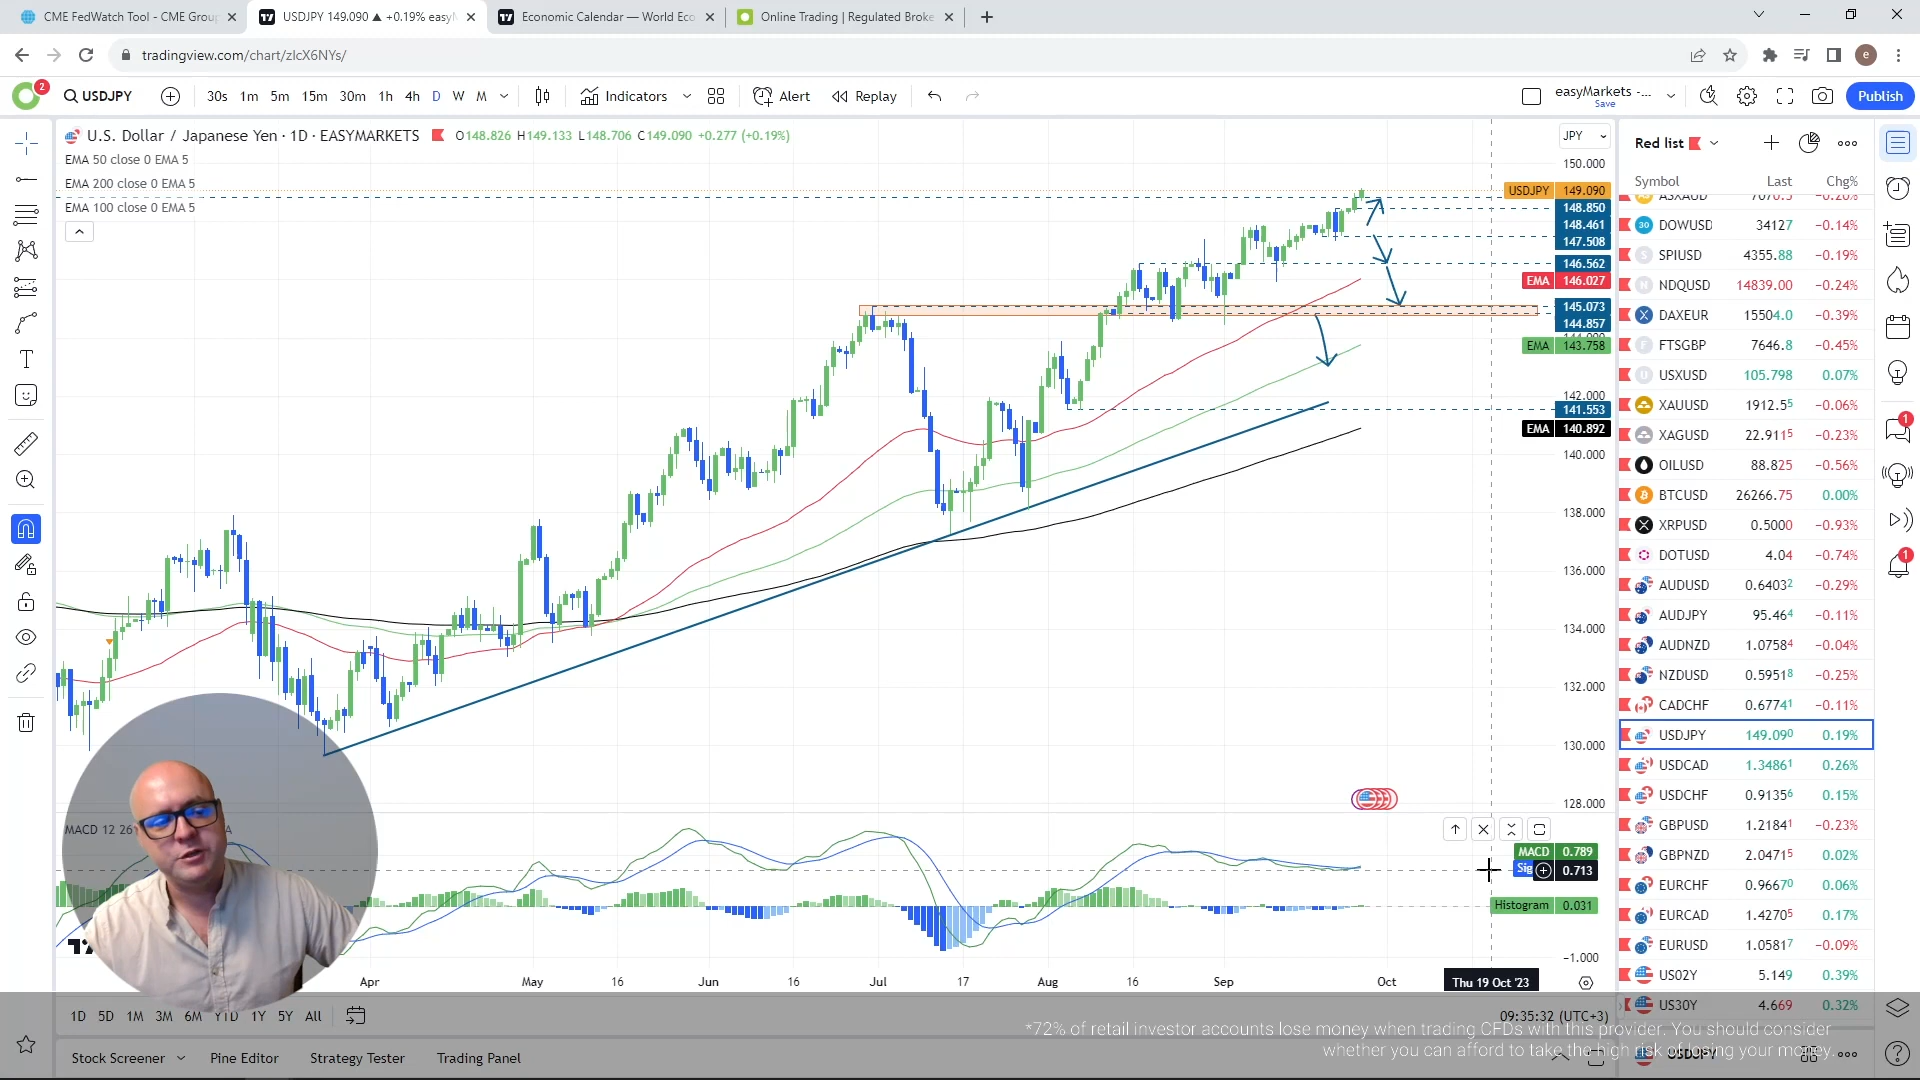 CME FedWatch Tool - CME Group
USDJPY 149.090 ▲ +0.19% easyM
Economic Calendar — World Eco
Online Trading | Regulated Broke
tradingview.com/chart/zIcX6NYs/
e
2
USDJPY
30s 1m 5m 15m 30m 1h 4h D W M
Indicators
Alert
Replay
easyMarkets -...
Save
Publish
U.S. Dollar / Japanese Yen · 1D · EASYMARKETS
O148.826 H149.133 L148.706 C149.090 +0.277 (+0.19%)
EMA 50 close 0 EMA 5
EMA 200 close 0 EMA 5
EMA 100 close 0 EMA 5
JPY
150.000
USDJPY 149.090
148.850
148.461
147.508
146.562
EMA 146.027
145.073
144.857
EMA 143.758
142.000
141.553
EMA 140.892
140.000
138.000
136.000
134.000
132.000
130.000
128.000
MACD 12 26
MACD 0.789
Sig 0.713
Histogram 0.031
-1.000
Apr May 16 Jun 16 Jul 17 Aug 16 Sep Oct
Thu 19 Oct '23
1D 5D 1M 3M 6M YTD 1Y 5Y All
09:35:32 (UTC+3)
Stock Screener Pine Editor Strategy Tester Trading Panel
Red list
Symbol Last Chg%
DOWUSD 34127 −0.14%
SPIUSD 4355.88 −0.19%
NDQUSD 14839.00 −0.24%
DAXEUR 15504.0 −0.39%
FTSGBP 7646.8 −0.45%
USXUSD 105.798 0.07%
XAUUSD 1912.55 −0.06%
XAGUSD 22.9115 −0.23%
OILUSD 88.825 −0.56%
BTCUSD 26266.75 0.00%
XRPUSD 0.5000 −0.93%
DOTUSD 4.04 −0.74%
AUDUSD 0.64032 −0.29%
AUDJPY 95.464 −0.11%
AUDNZD 1.07584 −0.04%
NZDUSD 0.59518 −0.25%
CADCHF 0.67741 −0.11%
USDJPY 149.090 0.19%
USDCAD 1.34861 0.26%
USDCHF 0.91356 0.15%
GBPUSD 1.21841 −0.23%
GBPNZD 2.04715 0.02%
EURCHF 0.96670 0.06%
EURCAD 1.42705 0.17%
EURUSD 1.05817 −0.09%
US02Y 5.149 0.39%
US30Y 4.669 0.32%
USDJPY
1
1
*72% of retail investor accounts lose money when trading CFDs with this provider. You should consider
whether you can afford to take the high risk of losing your money.